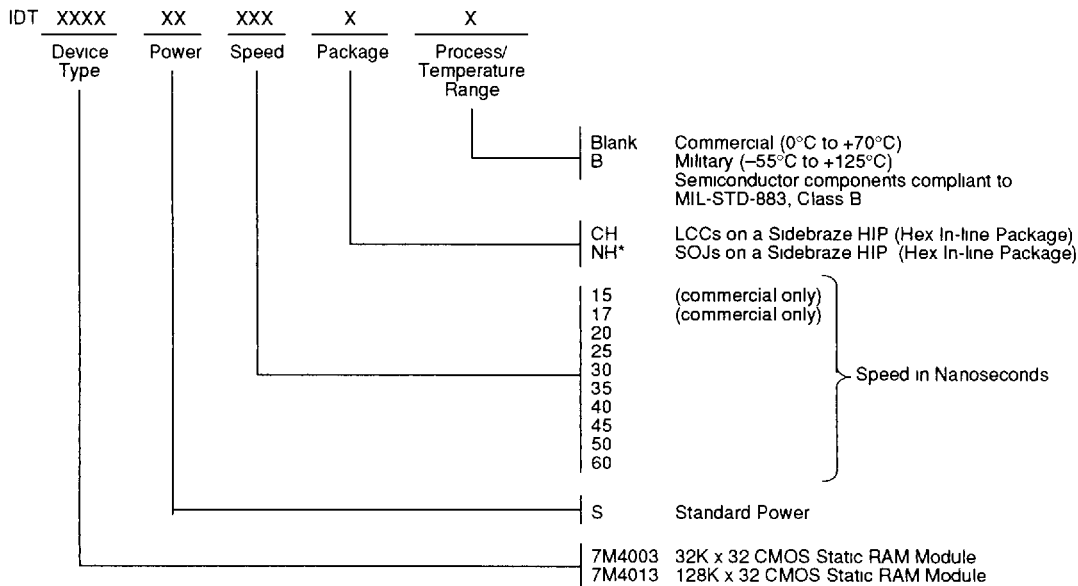 IDT XXXX XX XXX X X
Device Type Power Speed Package Process/ Temperature Range
Blank Commercial (0°C to +70°C)
B Military (–55°C to +125°C)
Semiconductor components compliant to
MIL-STD-883, Class B
CH LCCs on a Sidebraze HIP (Hex In-line Package)
NH* SOJs on a Sidebraze HIP (Hex In-line Package)
15 (commercial only)
17 (commercial only)
20
25
30
35
40
45
50
60
Speed in Nanoseconds
S Standard Power
7M4003 32K x 32 CMOS Static RAM Module
7M4013 128K x 32 CMOS Static RAM Module